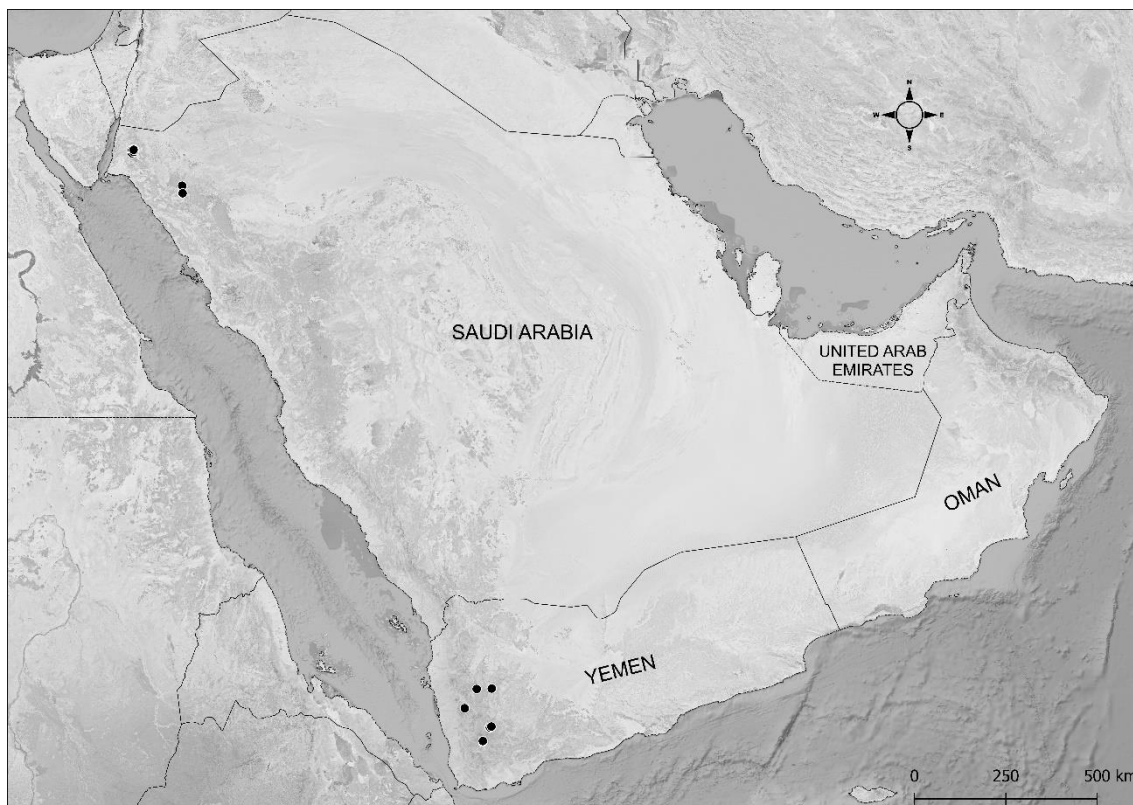 N
W E
S
SAUDI ARABIA
UNITED ARAB
EMIRATES
OMAN
YEMEN
0 250 500 km